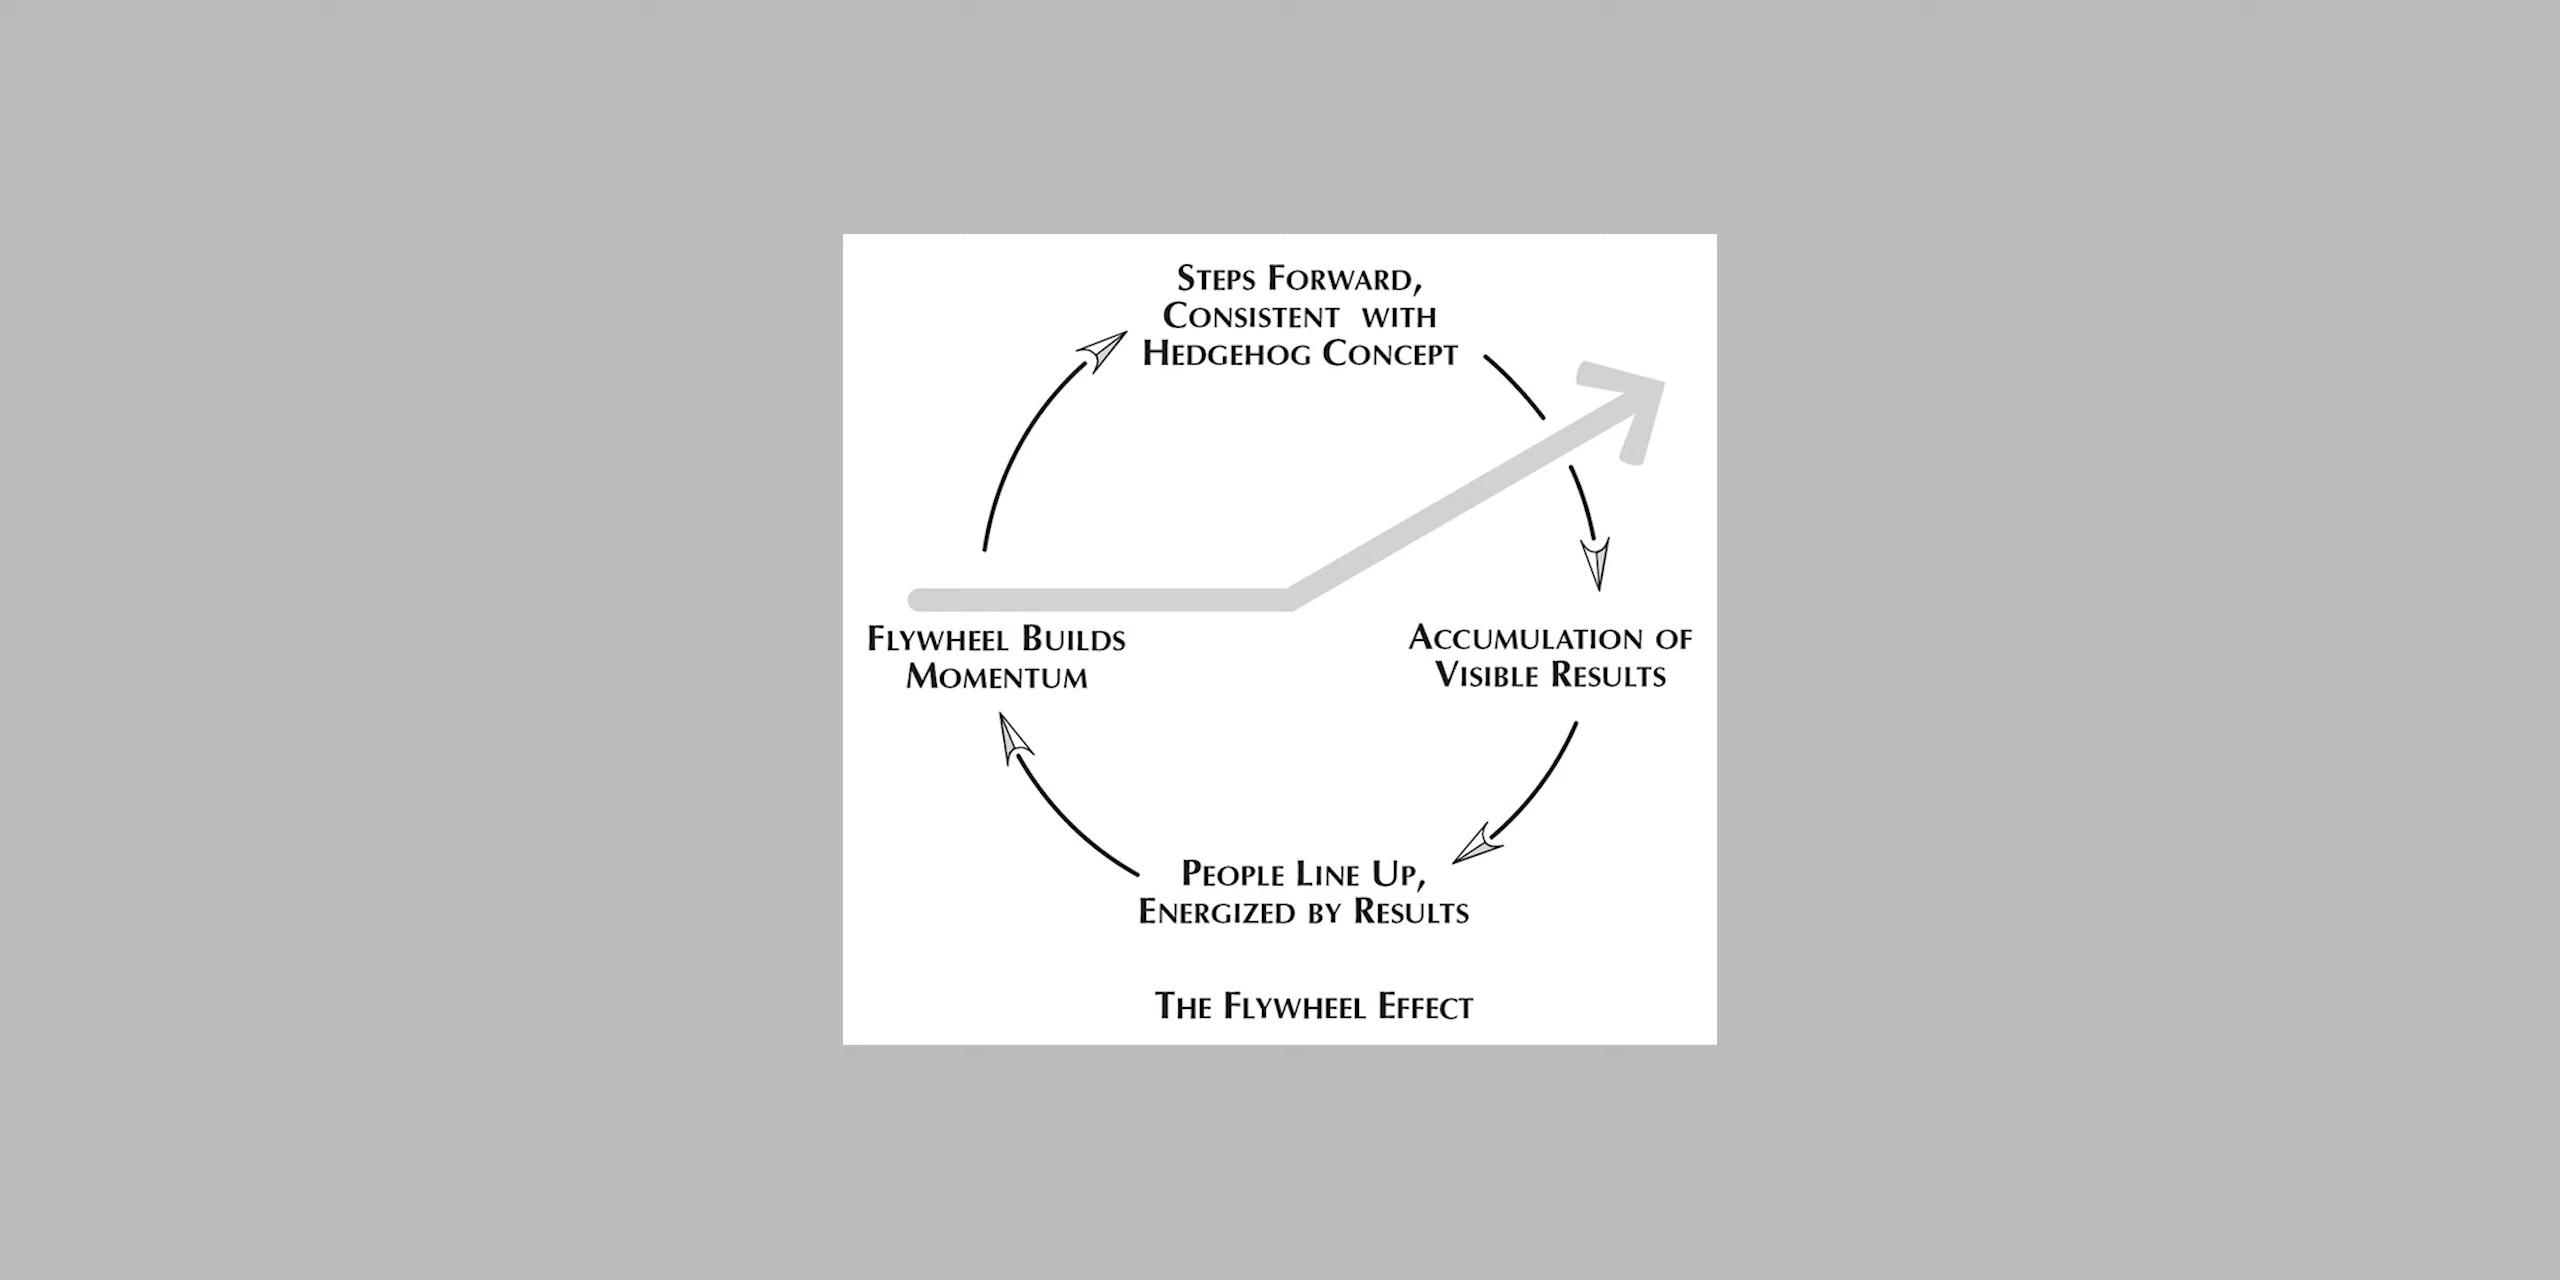 Steps Forward,
Consistent with
Hedgehog Concept
Flywheel Builds
Momentum
Accumulation of
Visible Results
People Line Up,
Energized by Results
The Flywheel Effect